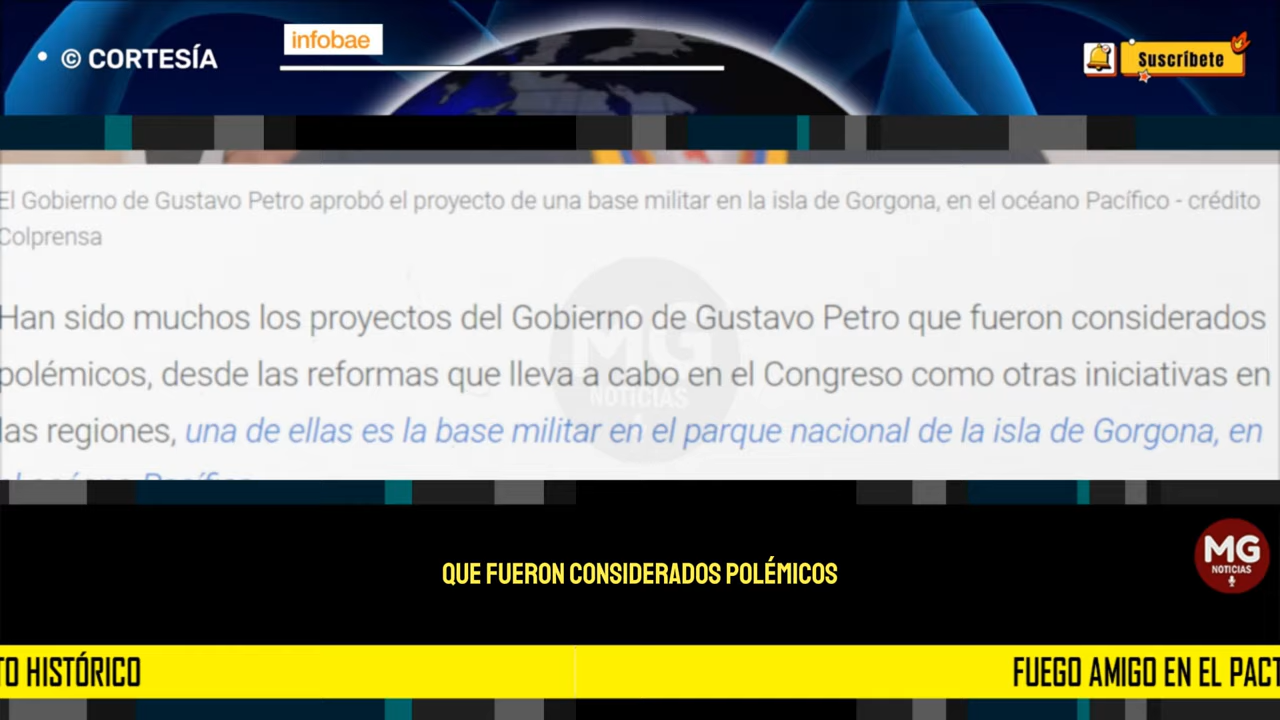 infobae
• © CORTESÍA
Suscríbete
El Gobierno de Gustavo Petro aprobó el proyecto de una base militar en la isla de Gorgona, en el océano Pacífico - crédito
Colprensa
Han sido muchos los proyectos del Gobierno de Gustavo Petro que fueron considerados
polémicos, desde las reformas que lleva a cabo en el Congreso como otras iniciativas en
las regiones, una de ellas es la base militar en el parque nacional de la isla de Gorgona, en
MG
NOTICIAS
QUE FUERON CONSIDERADOS POLÉMICOS
MG
NOTICIAS
TO HISTÓRICO
FUEGO AMIGO EN EL PACT